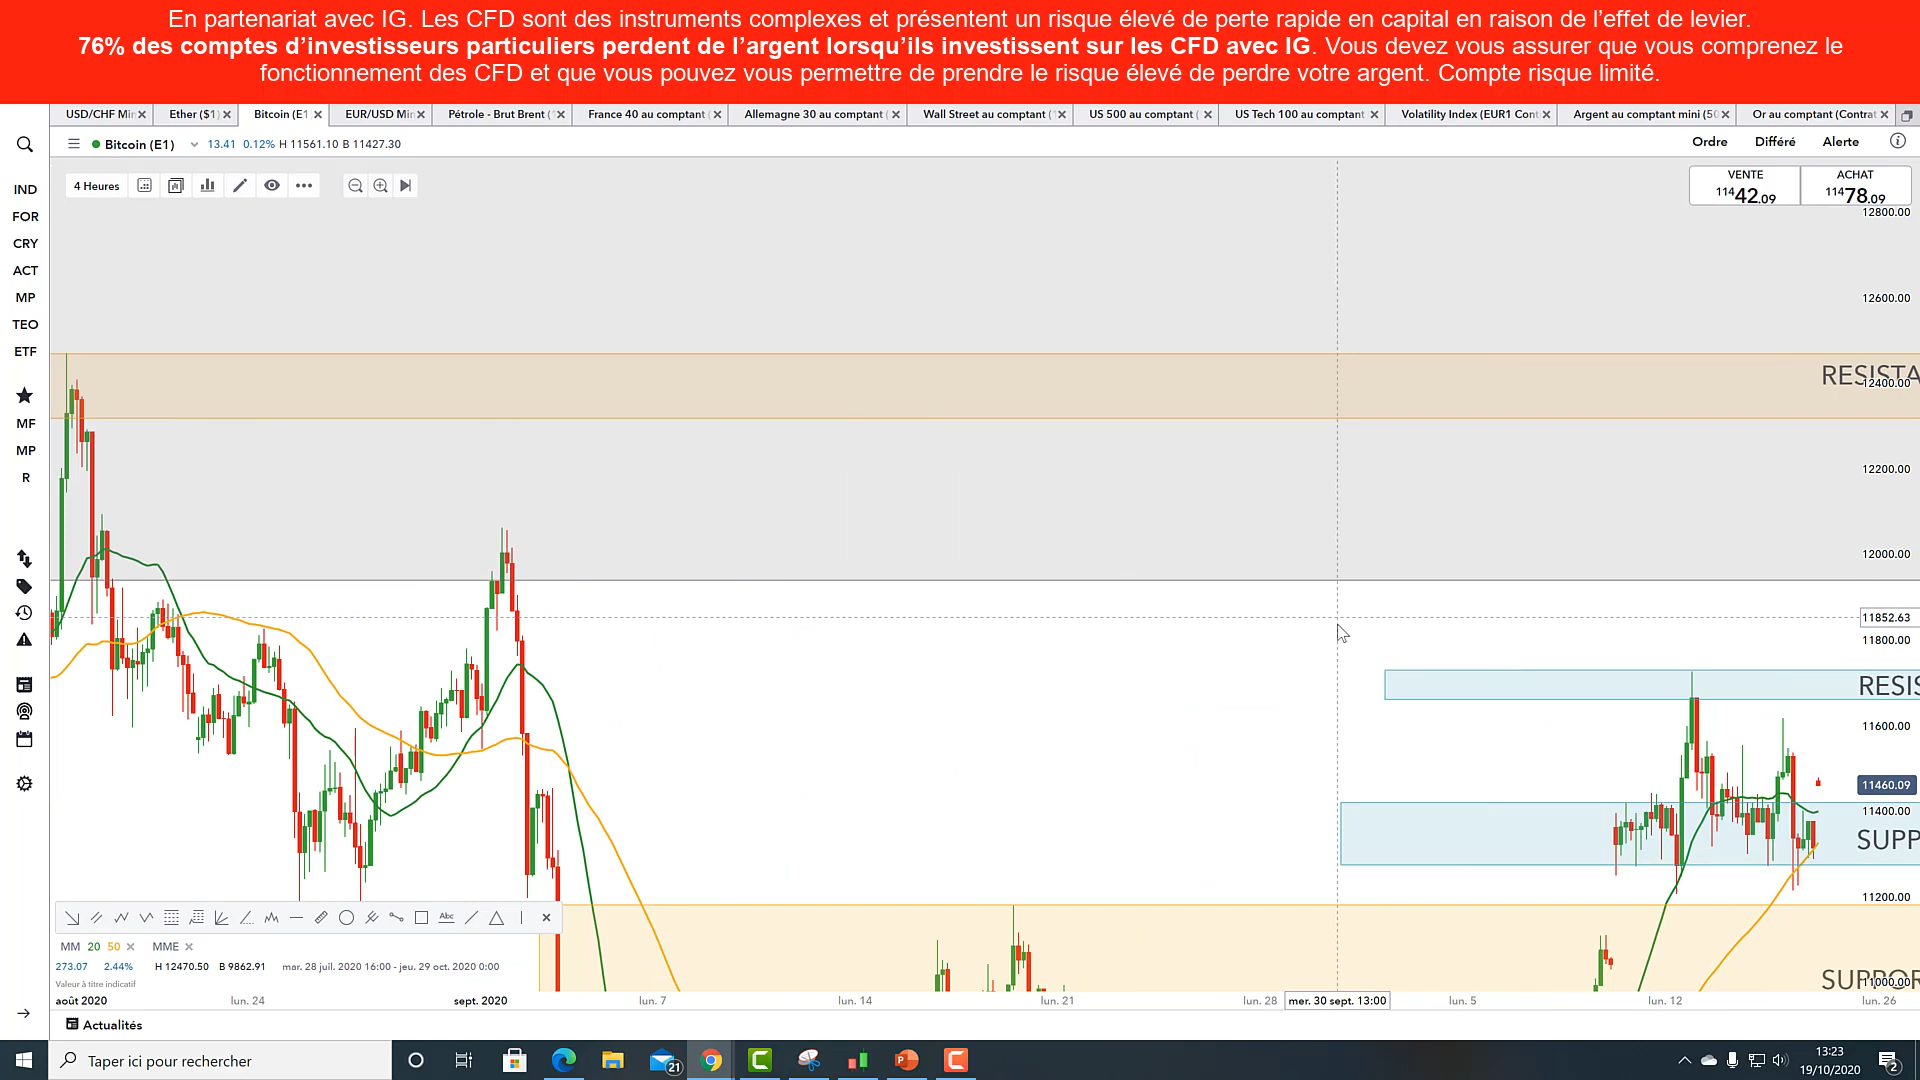 En partenariat avec IG. Les CFD sont des instruments complexes et présentent un risque élevé de perte rapide en capital en raison de l’effet de levier.
76% des comptes d’investisseurs particuliers perdent de l’argent lorsqu’ils investissent sur les CFD avec IG. Vous devez vous assurer que vous comprenez le
fonctionnement des CFD et que vous pouvez vous permettre de prendre le risque élevé de perdre votre argent. Compte risque limité.
USD/CHF Min Ether ($1) Bitcoin (E1 EUR/USD Min Pétrole - Brut Brent ( France 40 au comptant ( Allemagne 30 au comptant Wall Street au comptant ( US 500 au comptant ( US Tech 100 au comptant Volatility Index (EUR1 Cont Argent au comptant mini (50 Or au comptant (Contrat
Bitcoin (E1) 13.41 0.12% H 11561.10 B 11427.30 Ordre Différé Alerte
4 Heures
VENTE ACHAT
11442.09 11478.09
IND
FOR
CRY
ACT
MP
TEO
ETF
MF
MP
R
12800.00
12600.00
RESISTA
12400.00
12200.00
12000.00
11852.63
11800.00
RESIS
11600.00
11460.09
11400.00
SUPP
11200.00
SUPPOR
11000.00
Abc
MM 20 50 MME
273.07 2.44% H 12470.50 B 9862.91 mar. 28 juil. 2020 16:00 - jeu. 29 oct. 2020 0:00
Valeur à titre indicatif
août 2020 lun. 24 sept. 2020 lun. 7 lun. 14 lun. 21 lun. 28 mer. 30 sept. 13:00 lun. 5 lun. 12 lun. 26
Actualités
Taper ici pour rechercher
21
13:23
19/10/2020
2